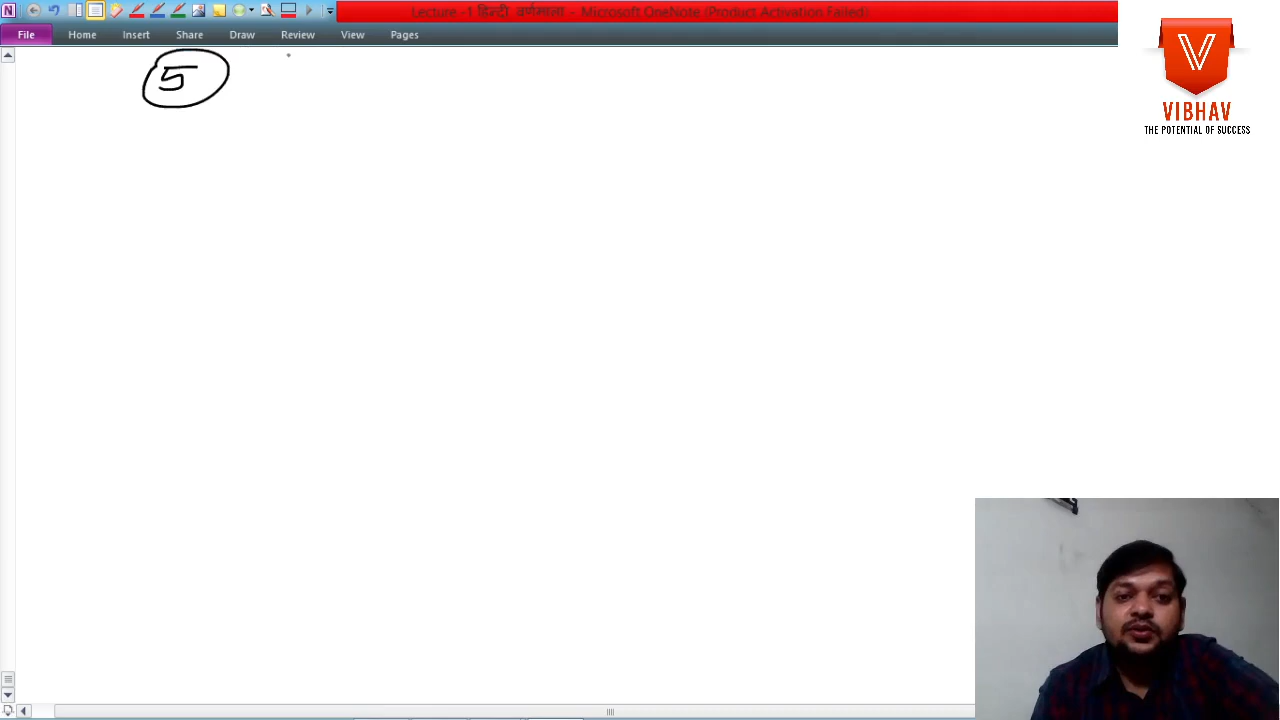 Lecture -1 हिन्दी वर्णमाला - Microsoft OneNote (Product Activation Failed)
File Home Insert Share Draw Review View Pages
5
VIBHAV
THE POTENTIAL OF SUCCESS